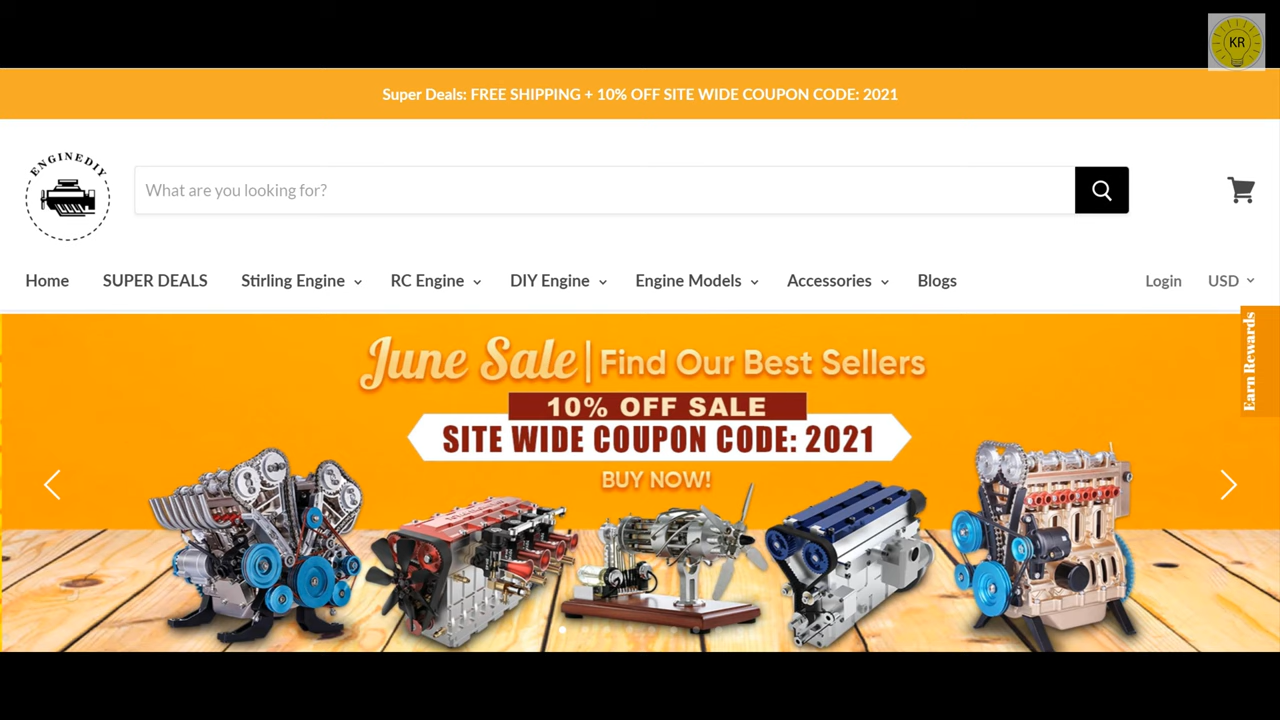 KR
Super Deals: FREE SHIPPING + 10% OFF SITE WIDE COUPON CODE: 2021
ENGINEDIY
What are you looking for?
Home SUPER DEALS Stirling Engine RC Engine DIY Engine Engine Models Accessories Blogs Login USD
Earn Rewards
June Sale | Find Our Best Sellers
10% OFF SALE
SITE WIDE COUPON CODE: 2021
BUY NOW!